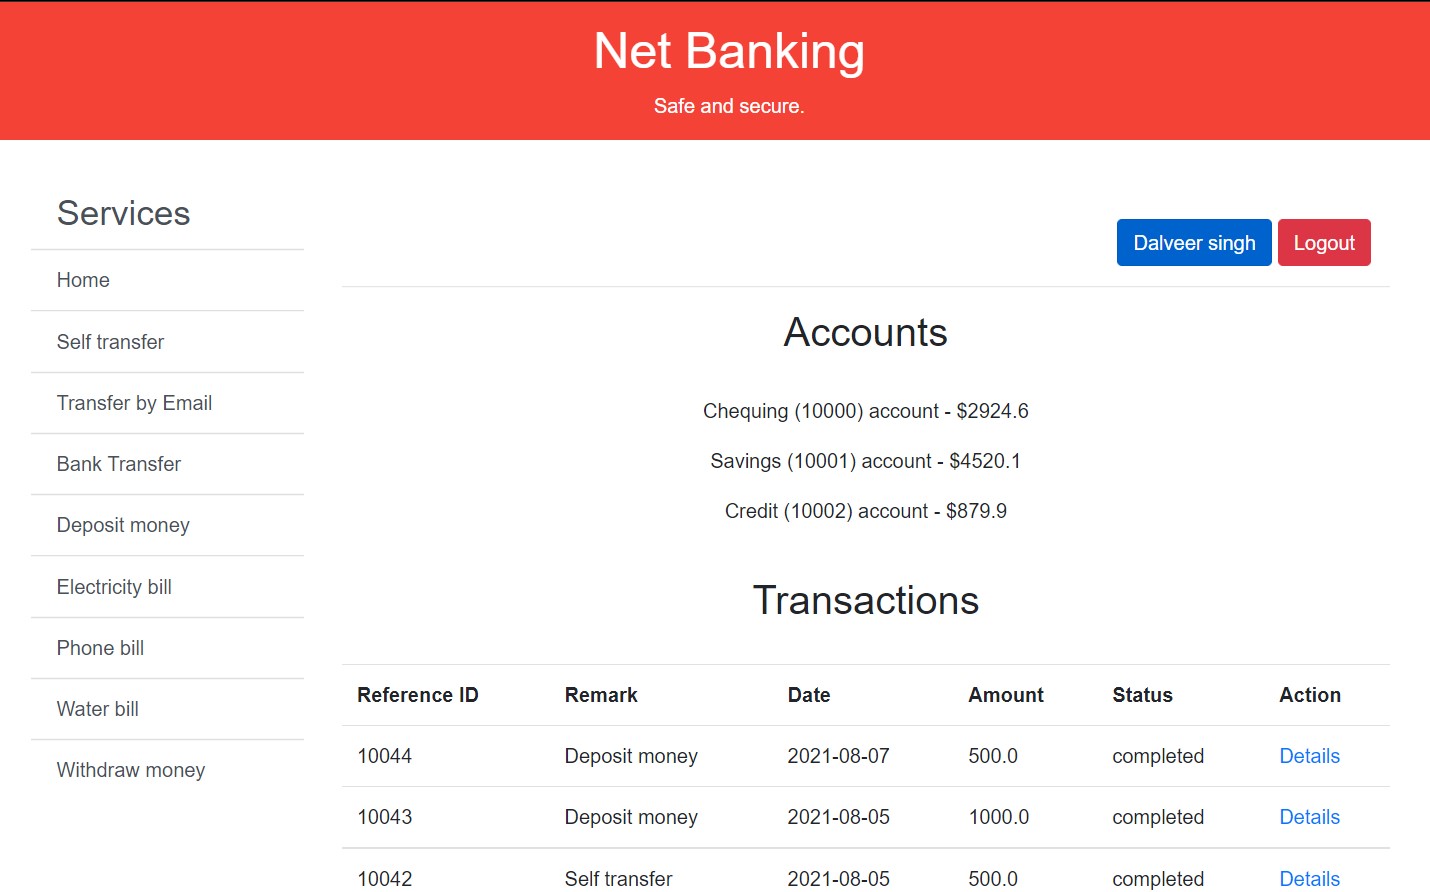 Net Banking
Safe and secure.
Services
Home
Self transfer
Transfer by Email
Bank Transfer
Deposit money
Electricity bill
Phone bill
Water bill
Withdraw money
Dalveer singh Logout
Accounts
Chequing (10000) account - $2924.6
Savings (10001) account - $4520.1
Credit (10002) account - $879.9
Transactions
Reference ID Remark Date Amount Status Action
10044 Deposit money 2021-08-07 500.0 completed Details
10043 Deposit money 2021-08-05 1000.0 completed Details
10042 Self transfer 2021-08-05 500.0 completed Details